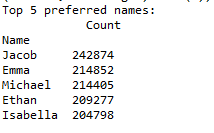 Top 5 preferred names:
Count
Name
Jacob 242874
Emma 214852
Michael 214405
Ethan 209277
Isabella 204798